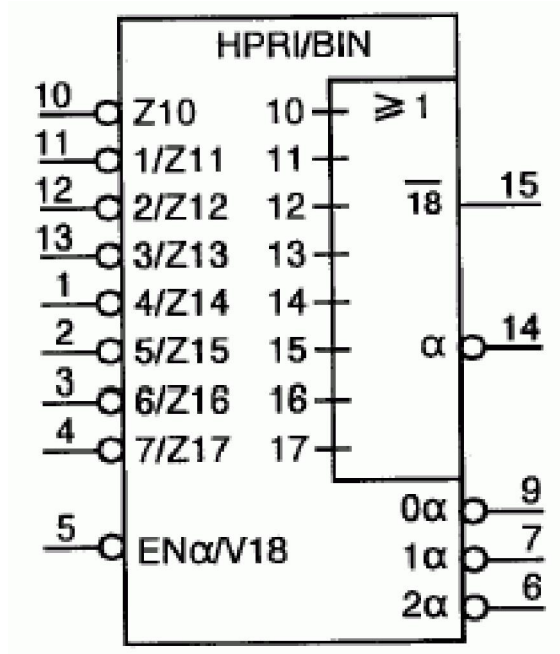 HPRI/BIN
10 Z10 10 ≥1
11 1/Z11 11
12 2/Z12 12 18̅ 15
13 3/Z13 13
1 4/Z14 14
2 5/Z15 15 α 14
3 6/Z16 16
4 7/Z17 17
0α 9
5 ENα/V18 1α 7
2α 6